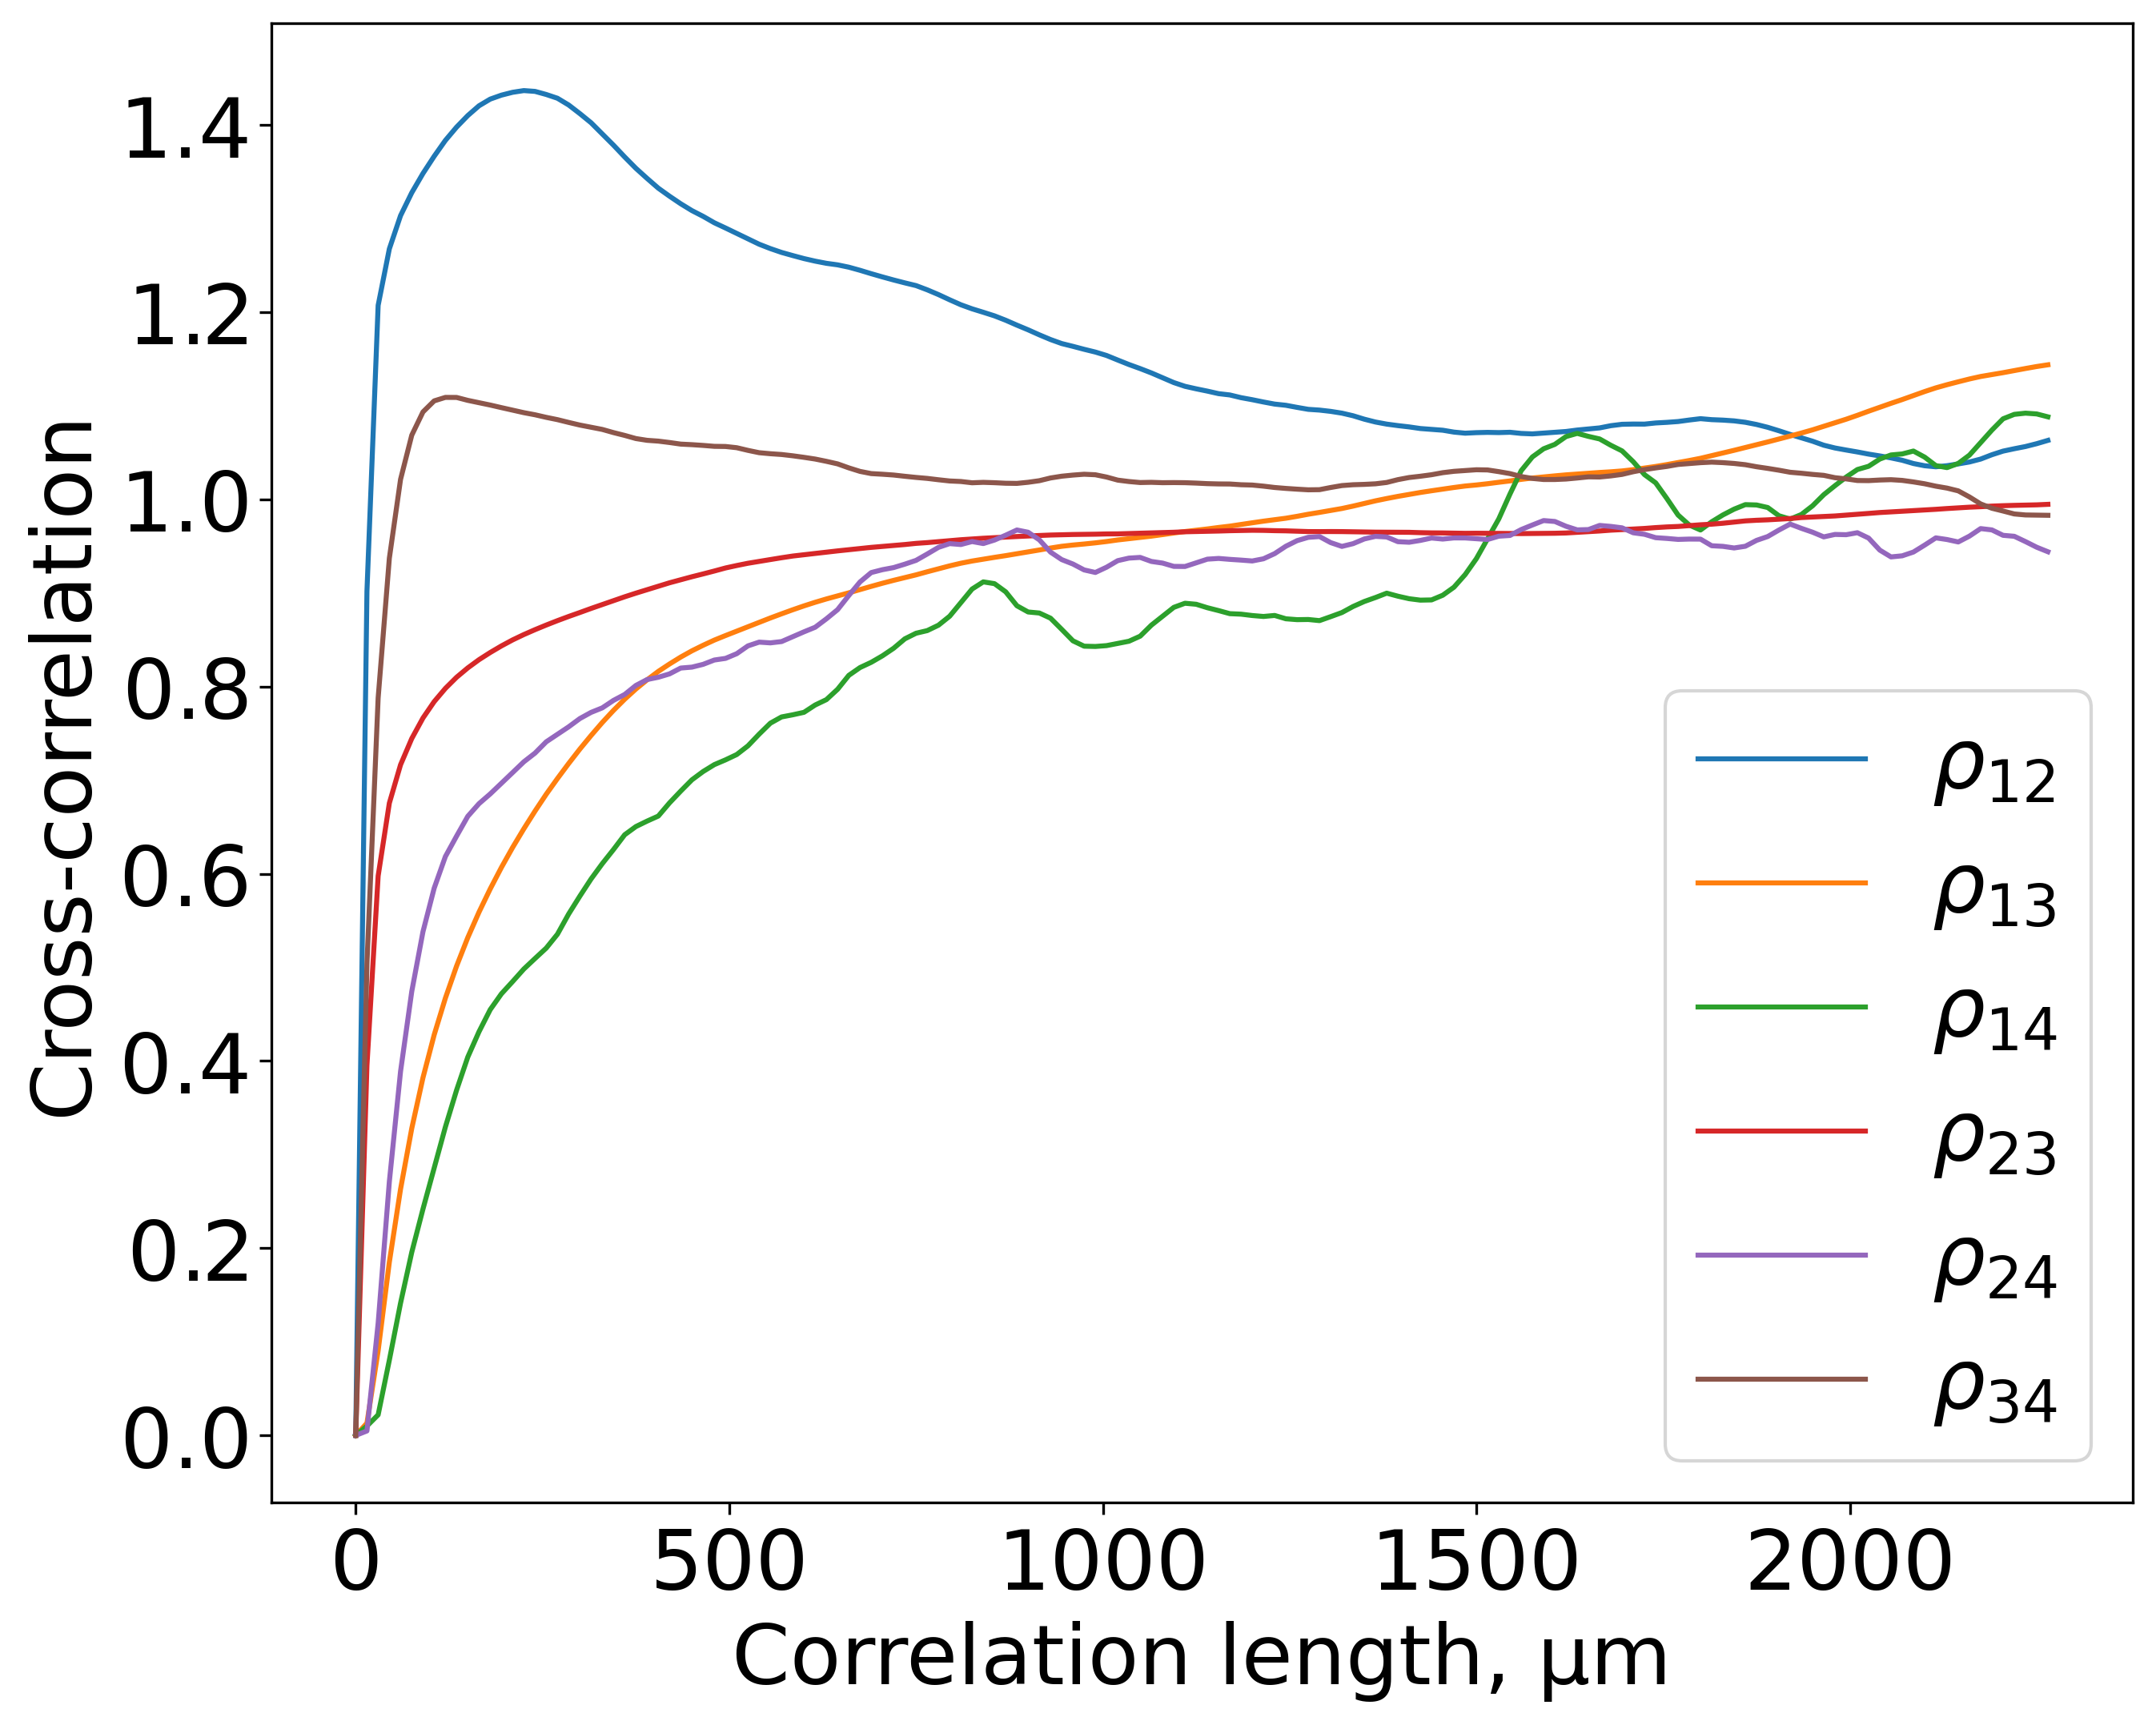 1.4
1.2
1.0
0.8
0.6
0.4
0.2
0.0
Cross-correlation
0 500 1000 1500 2000
Correlation length, μm
ρ12
ρ13
ρ14
ρ23
ρ24
ρ34